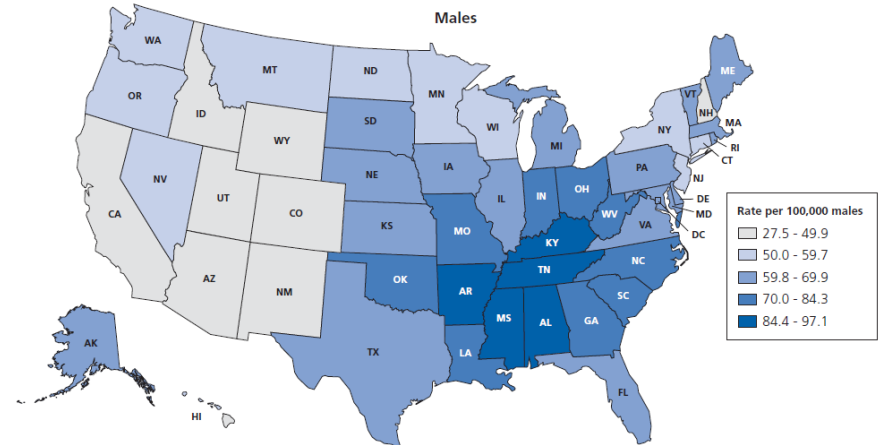 Males
WA
MT
ND
MN
ME
OR
ID
SD
WI
VT
NH
MA
NY
WY
MI
RI
CT
NV
IA
PA
NJ
NE
UT
CO
IL
IN
OH
DE
MD
WV
VA
DC
CA
KS
MO
KY
AZ
NM
OK
TN
NC
AR
SC
MS
AL
GA
TX
LA
AK
FL
HI
Rate per 100,000 males
27.5 - 49.9
50.0 - 59.7
59.8 - 69.9
70.0 - 84.3
84.4 - 97.1